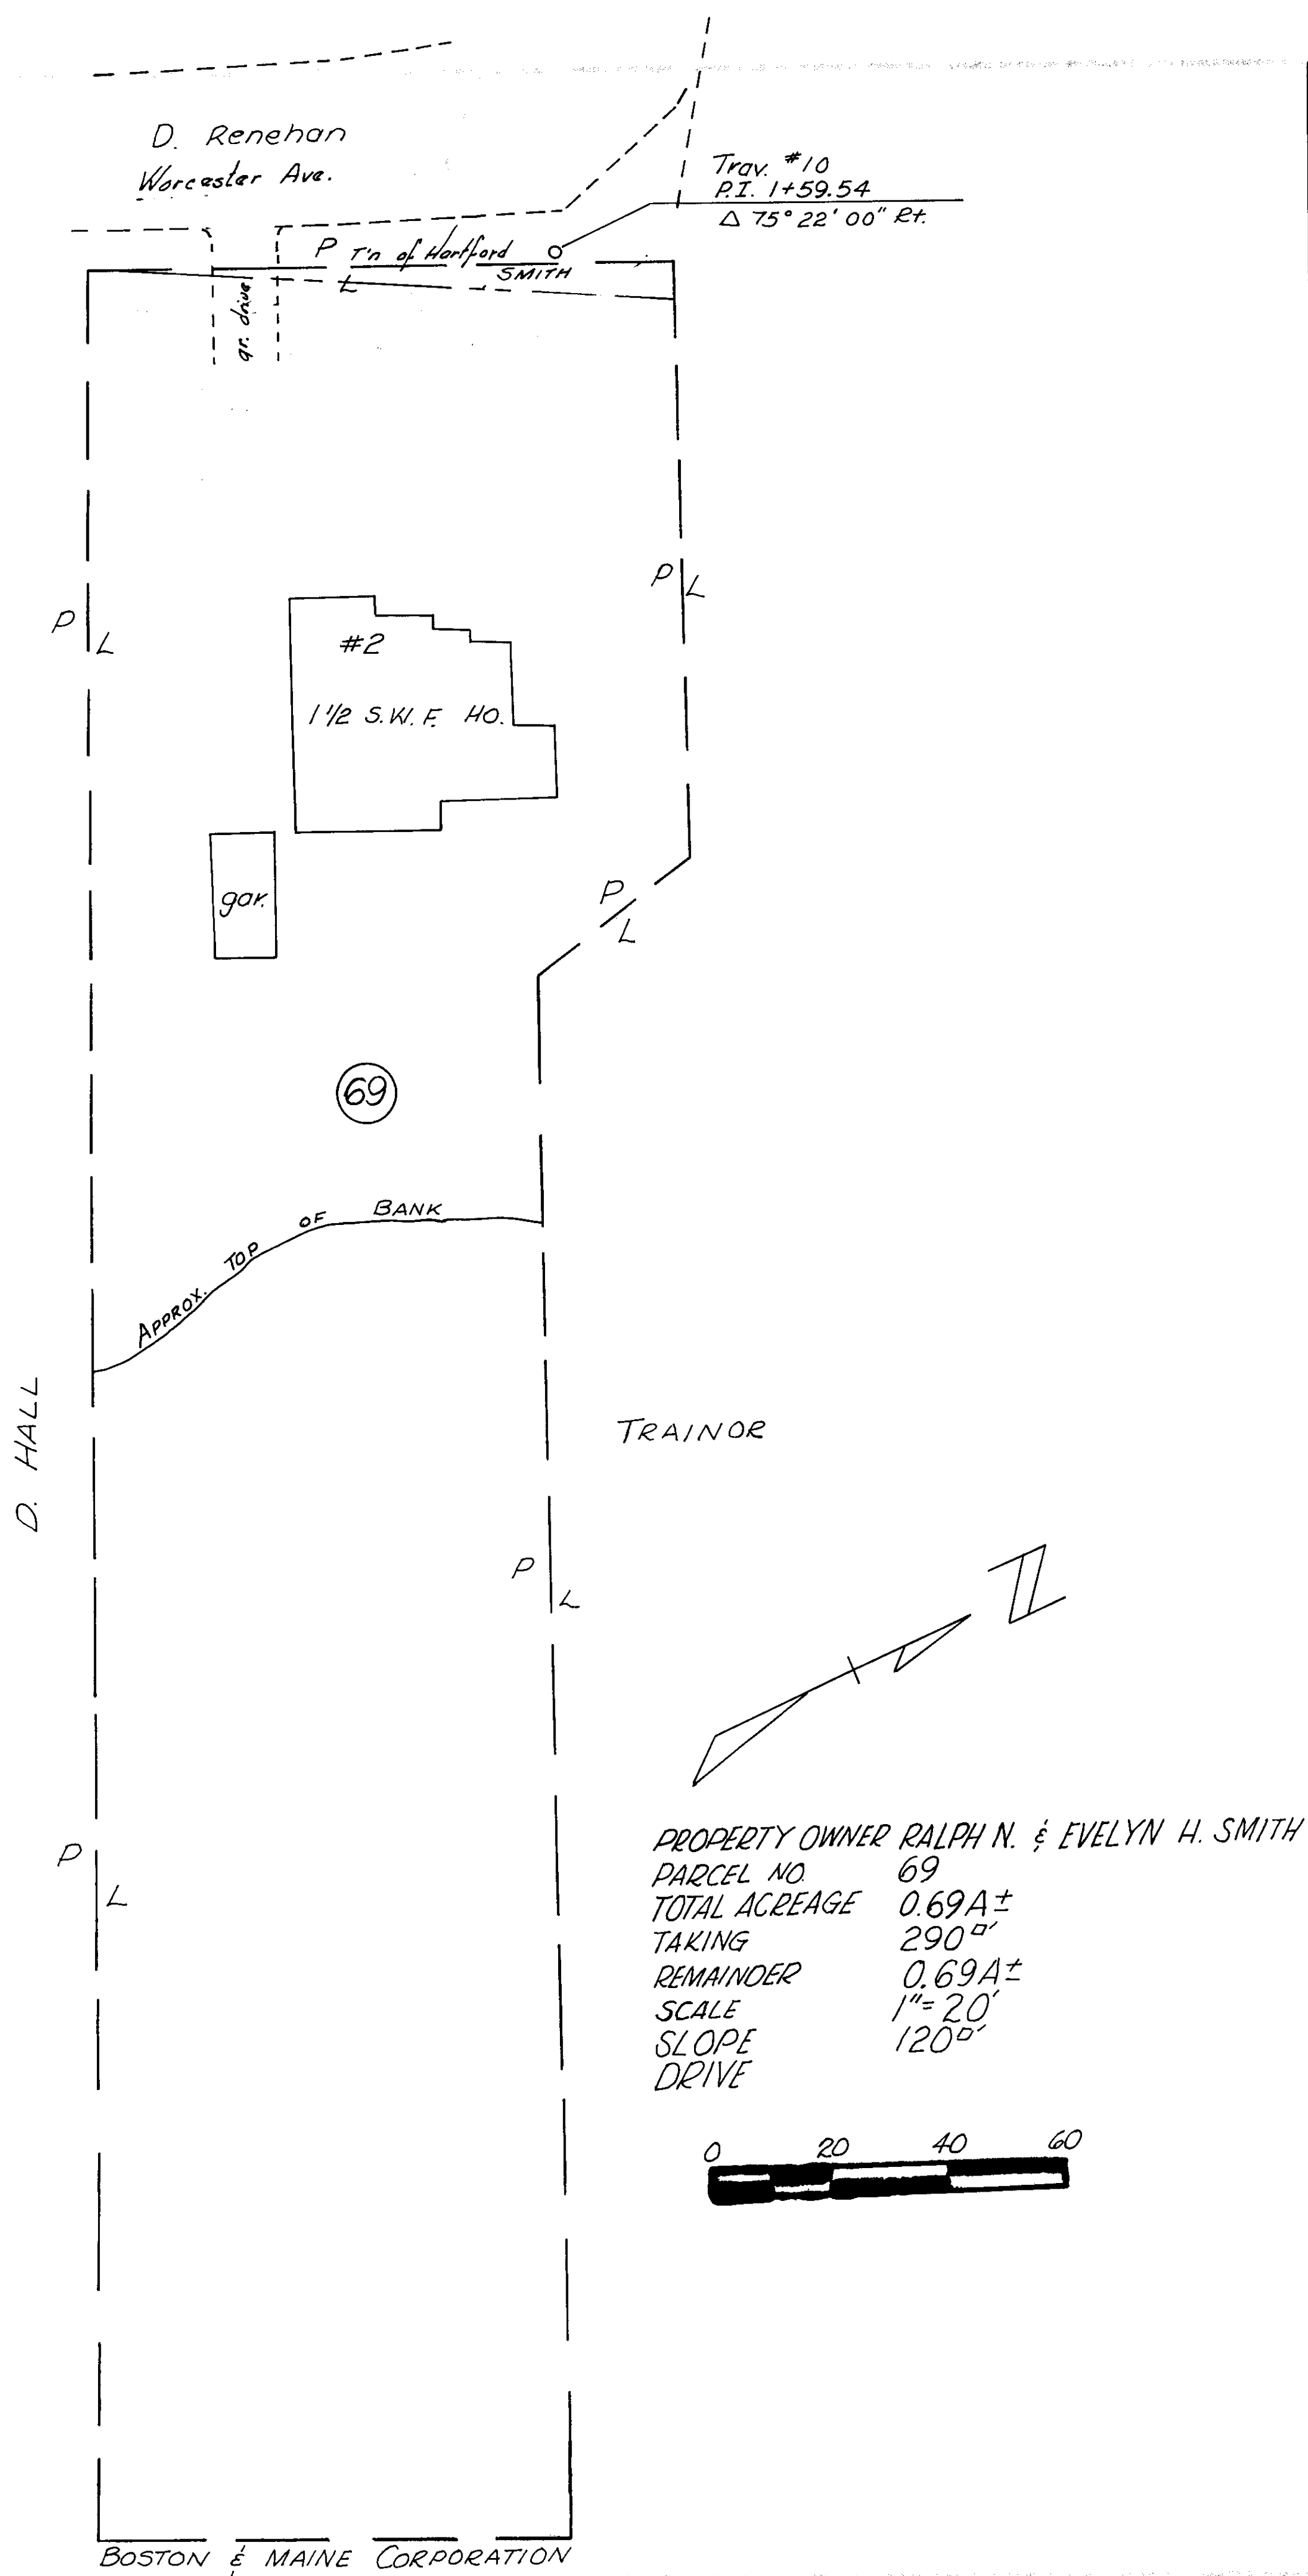 D. Renehan
Worcester Ave.
Trav. #10
P.I. 1+59.54
Δ 75° 22' 00" Rt.
P T'n of Hartford
SMITH
L
gr. drive
P L
P L
#2
1 1/2 S.W.F. HO.
gar.
P
L
69
APPROX. TOP OF BANK
D. HALL
TRAINOR
P L
N
P L
PROPERTY OWNER RALPH N. & EVELYN H. SMITH
PARCEL NO. 69
TOTAL ACREAGE 0.69A±
TAKING 290□'
REMAINDER 0.69A±
SCALE 1"=20'
SLOPE 120□'
DRIVE
0 20 40 60
BOSTON & MAINE CORPORATION